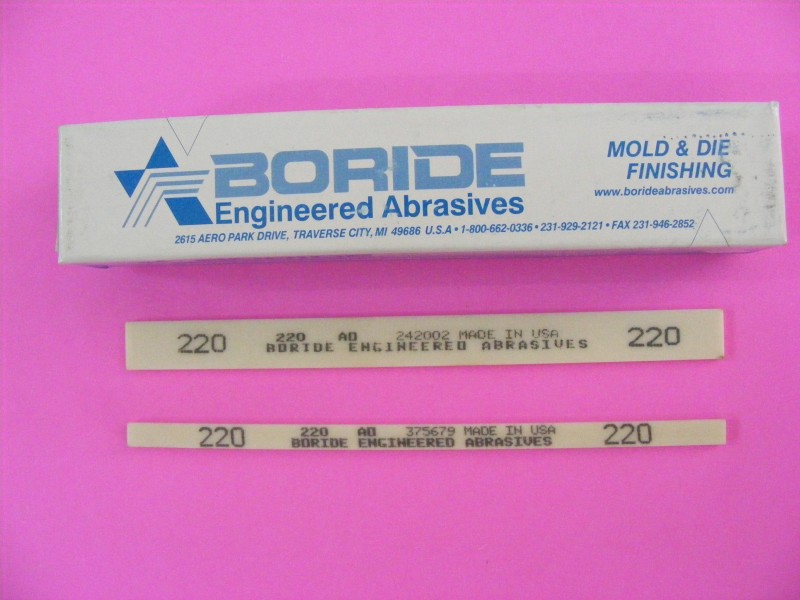 BORIDE
Engineered Abrasives
MOLD & DIE
FINISHING
www.borideabrasives.com
2615 AERO PARK DRIVE, TRAVERSE CITY, MI 49686 U.S.A • 1-800-662-0336 • 231-929-2121 • FAX 231-946-2852
220 220 AO 242002 MADE IN USA 220
BORIDE ENGINEERED ABRASIVES
220 220 AO 375679 MADE IN USA 220
BORIDE ENGINEERED ABRASIVES